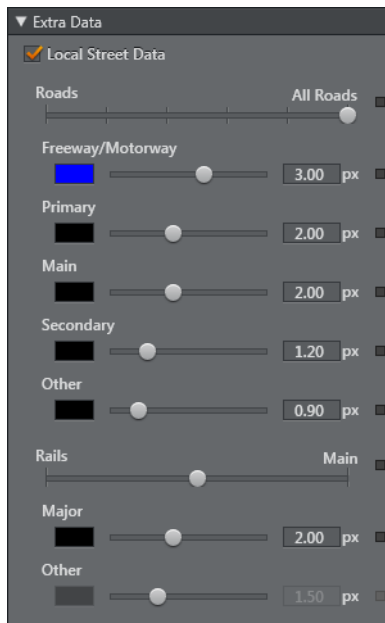 Extra Data
Local Street Data
Roads All Roads
Freeway/Motorway
3.00 px
Primary
2.00 px
Main
2.00 px
Secondary
1.20 px
Other
0.90 px
Rails Main
Major
2.00 px
Other
1.50 px